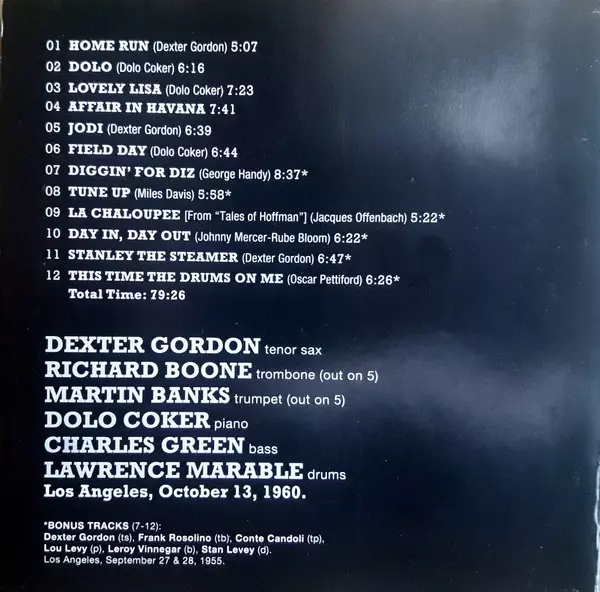 01 HOME RUN (Dexter Gordon) 5:07
02 DOLO (Dolo Coker) 6:16
03 LOVELY LISA (Dolo Coker) 7:23
04 AFFAIR IN HAVANA 7:41
05 JODI (Dexter Gordon) 6:39
06 FIELD DAY (Dolo Coker) 6:44
07 DIGGIN' FOR DIZ (George Handy) 8:37*
08 TUNE UP (Miles Davis) 5:58*
09 LA CHALOUPEE [From "Tales of Hoffman"] (Jacques Offenbach) 5:22*
10 DAY IN, DAY OUT (Johnny Mercer-Rube Bloom) 6:22*
11 STANLEY THE STEAMER (Dexter Gordon) 6:47*
12 THIS TIME THE DRUMS ON ME (Oscar Pettiford) 6:26*
Total Time: 79:26
DEXTER GORDON tenor sax
RICHARD BOONE trombone (out on 5)
MARTIN BANKS trumpet (out on 5)
DOLO COKER piano
CHARLES GREEN bass
LAWRENCE MARABLE drums
Los Angeles, October 13, 1960.
*BONUS TRACKS (7-12):
Dexter Gordon (ts), Frank Rosolino (tb), Conte Candoli (tp),
Lou Levy (p), Leroy Vinnegar (b), Stan Levey (d).
Los Angeles, September 27 & 28, 1955.